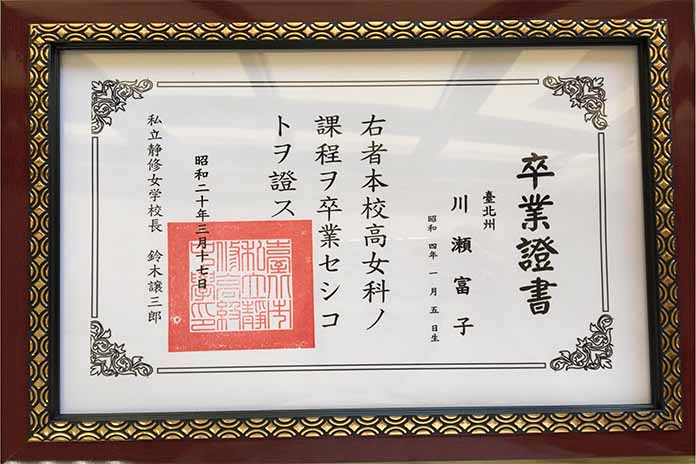 卒業證書
臺北州
川瀬富子
昭和四年一月五日生
右者本校高女科ノ
課程ヲ卒業セシコ
トヲ證ス
昭和二十年三月十七日
私立静修女学校長 鈴木讓三郎